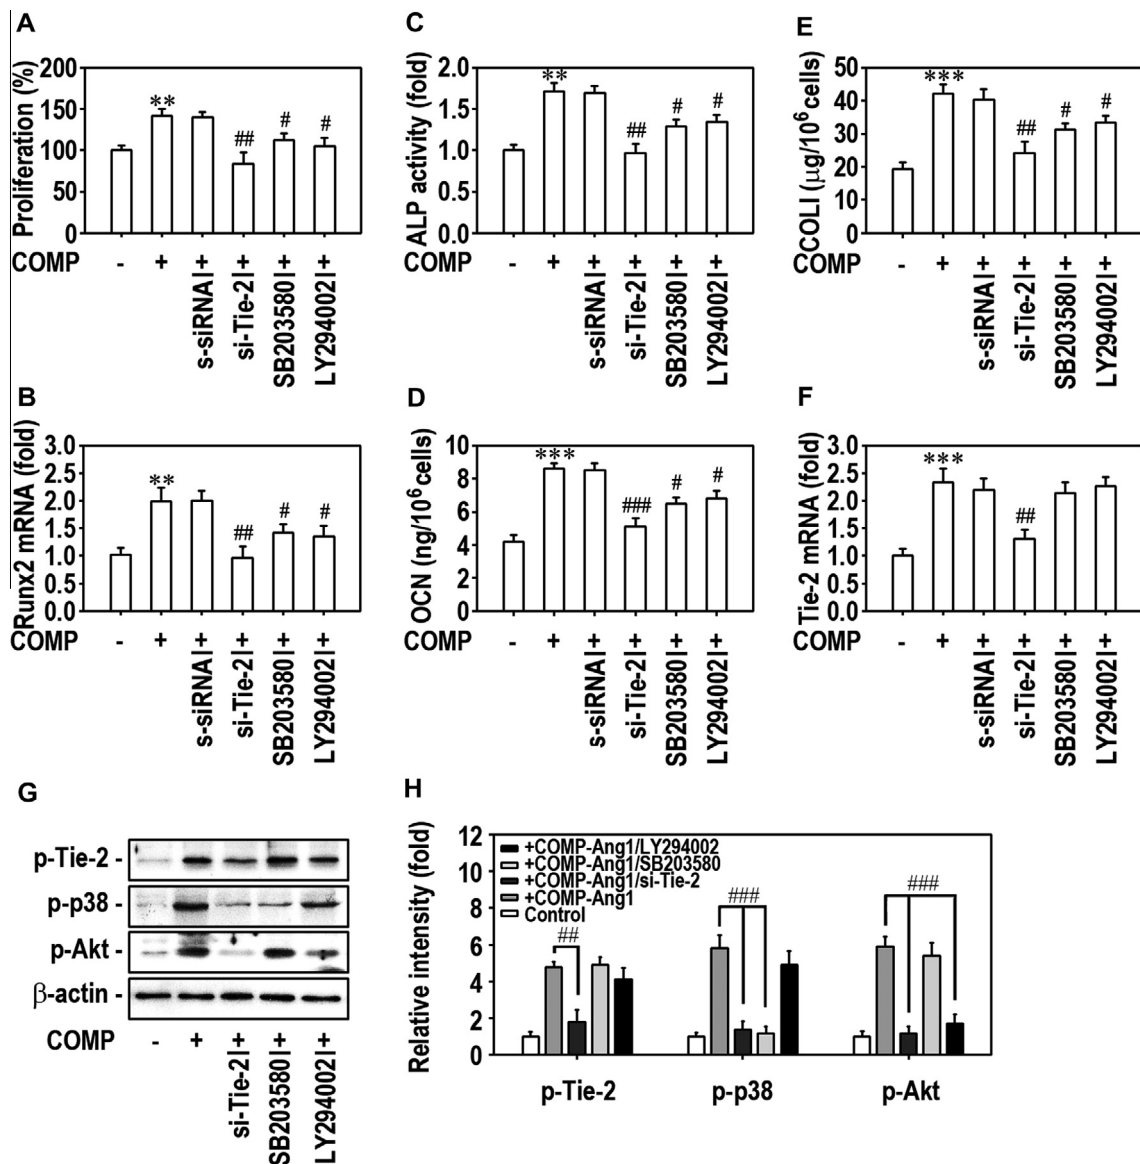 A
Proliferation (%)
200
150
100
50
0
**
##
#
#
COMP - + + + + +
s-siRNA
si-Tie-2
SB203580
LY294002
C
ALP activity (fold)
2.0
1.5
1.0
0.5
0.0
**
##
#
#
COMP - + + + + +
s-siRNA
si-Tie-2
SB203580
LY294002
E
COLI (μg/10⁶ cells)
50
40
30
20
10
0
***
##
#
#
COMP - + + + + +
s-siRNA
si-Tie-2
SB203580
LY294002
B
Runx2 mRNA (fold)
3.0
2.5
2.0
1.5
1.0
0.5
0.0
**
##
#
#
COMP - + + + + +
s-siRNA
si-Tie-2
SB203580
LY294002
D
OCN (ng/10⁶ cells)
10
8
6
4
2
0
***
###
#
#
COMP - + + + + +
s-siRNA
si-Tie-2
SB203580
LY294002
F
Tie-2 mRNA (fold)
3.0
2.5
2.0
1.5
1.0
0.5
0.0
***
##
COMP - + + + + +
s-siRNA
si-Tie-2
SB203580
LY294002
G
p-Tie-2 -
p-p38 -
p-Akt -
β-actin -
COMP - + + + +
si-Tie-2
SB203580
LY294002
H
Relative intensity (fold)
12
10
8
6
4
2
0
+COMP-Ang1/LY294002
+COMP-Ang1/SB203580
+COMP-Ang1/si-Tie-2
+COMP-Ang1
Control
##
###
###
p-Tie-2 p-p38 p-Akt